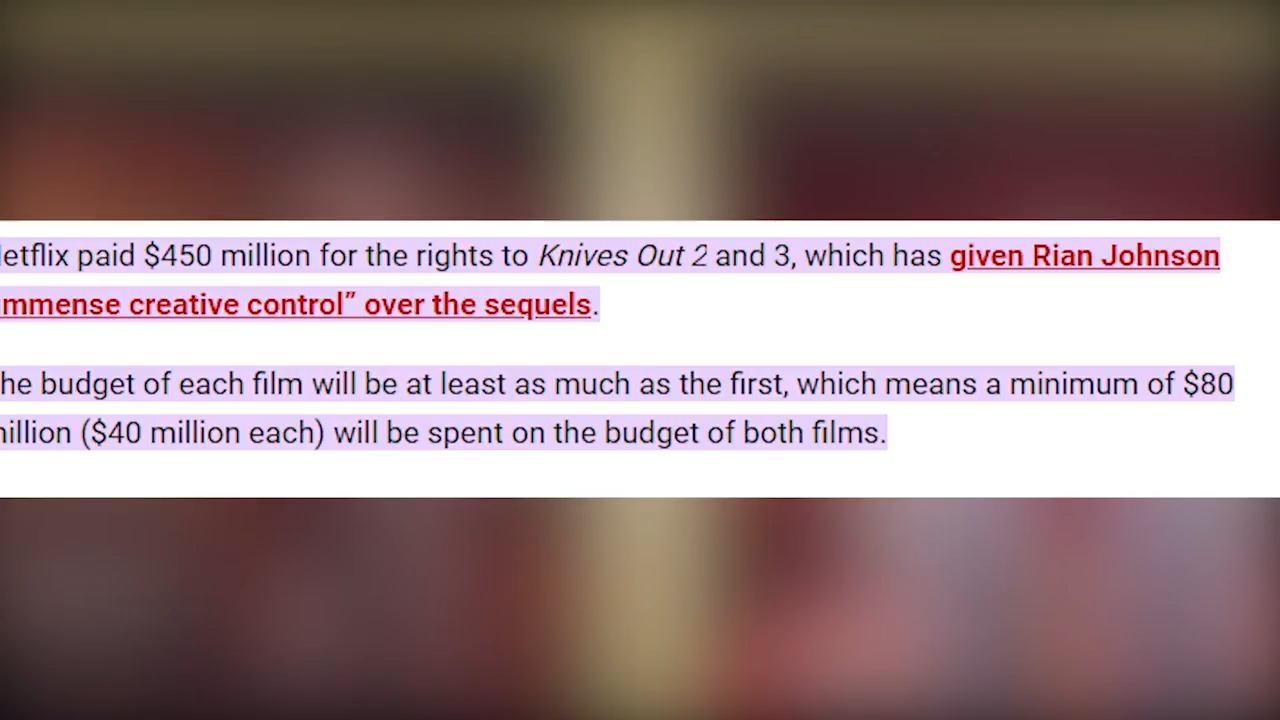 etflix paid $450 million for the rights to Knives Out 2 and 3, which has given Rian Johnson
mmense creative control” over the sequels.
he budget of each film will be at least as much as the first, which means a minimum of $80
illion ($40 million each) will be spent on the budget of both films.